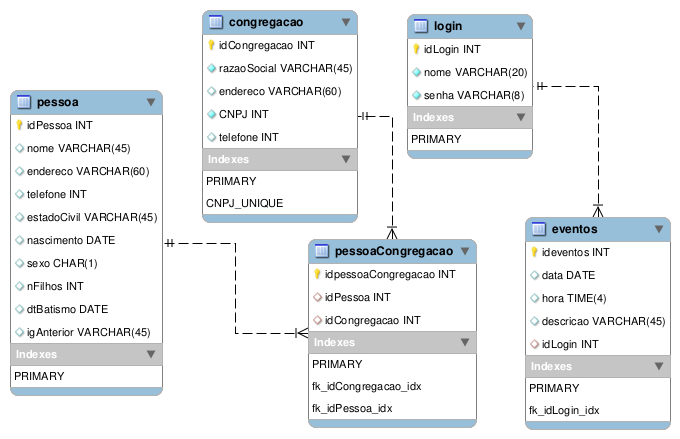 congregacao
idCongregacao INT
razaoSocial VARCHAR(45)
endereco VARCHAR(60)
CNPJ INT
telefone INT
Indexes
PRIMARY
CNPJ_UNIQUE
login
idLogin INT
nome VARCHAR(20)
senha VARCHAR(8)
Indexes
PRIMARY
pessoa
idPessoa INT
nome VARCHAR(45)
endereco VARCHAR(60)
telefone INT
estadoCivil VARCHAR(45)
nascimento DATE
sexo CHAR(1)
nFilhos INT
dtBatismo DATE
igAnterior VARCHAR(45)
Indexes
PRIMARY
pessoaCongregacao
idpessoaCongregacao INT
idPessoa INT
idCongregacao INT
Indexes
PRIMARY
fk_idCongregacao_idx
fk_idPessoa_idx
eventos
ideventos INT
data DATE
hora TIME(4)
descricao VARCHAR(45)
idLogin INT
Indexes
PRIMARY
fk_idLogin_idx